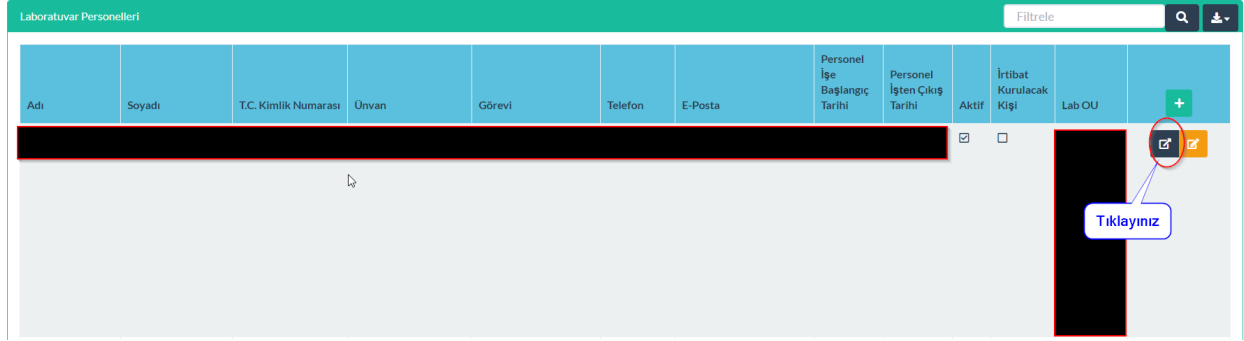 Laboratuvar Personelleri
Filtrele
Adı
Soyadı
T.C. Kimlik Numarası
Ünvan
Görevi
Telefon
E-Posta
Personel
İşe
Başlangıç
Tarihi
Personel
İşten Çıkış
Tarihi
Aktif
İrtibat
Kurulacak
Kişi
Lab OU
Tıklayınız